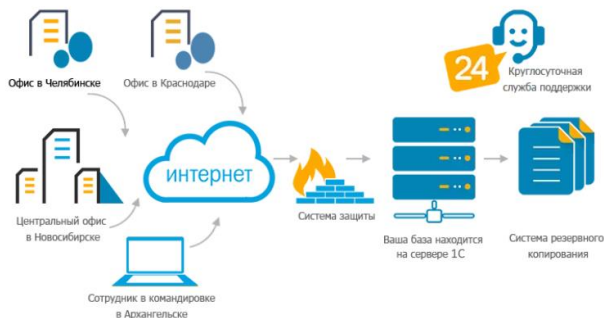 Офис в Челябинске
Офис в Краснодаре
24
Круглосуточная
служба поддержки
интернет
Центральный офис
в Новосибирске
Система защиты
Ваша база находится
на сервере 1С
Система резервного
копирования
Сотрудник в командировке
в Архангельске